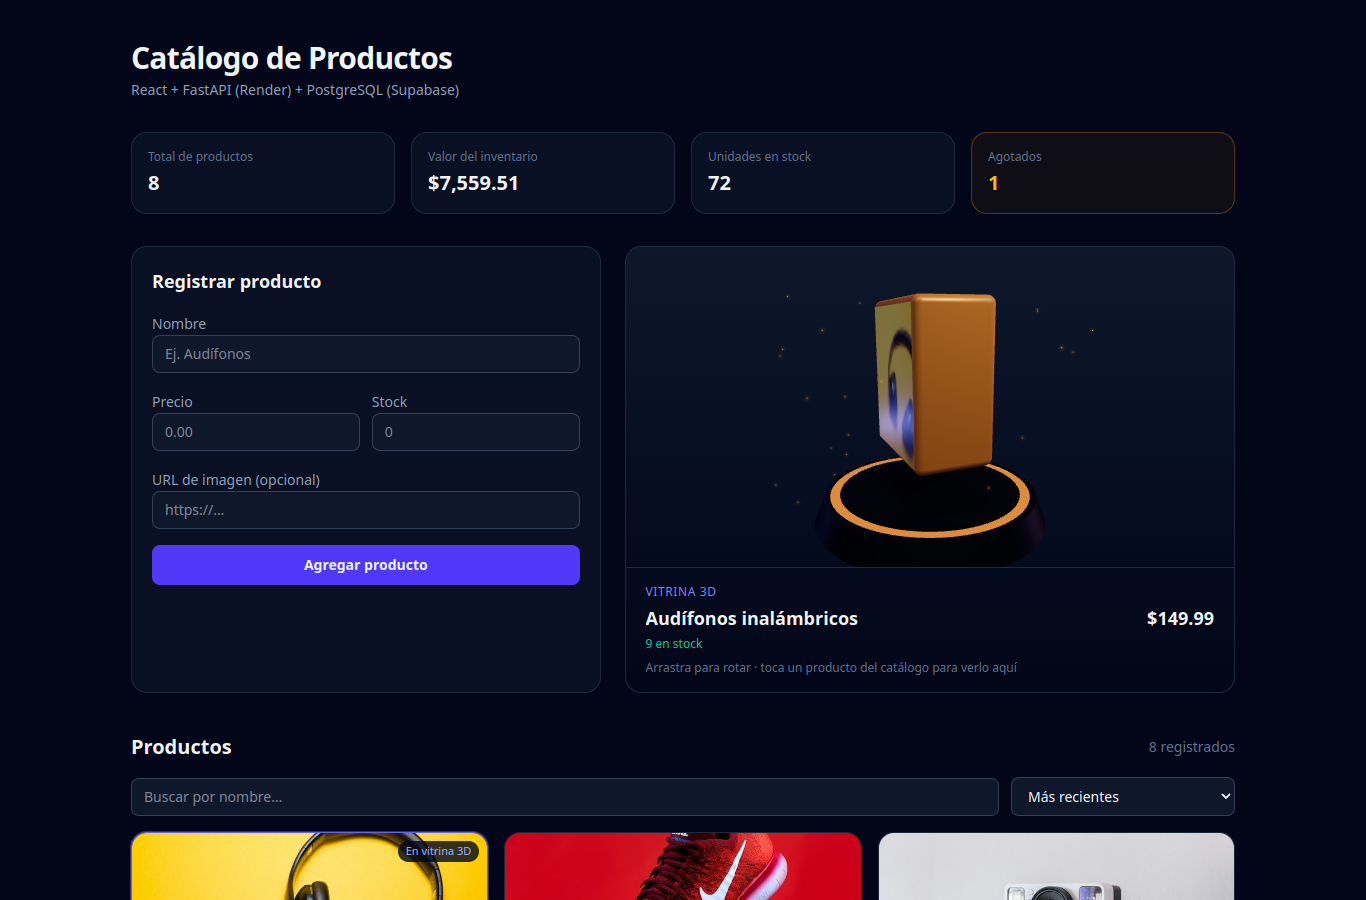 Catálogo de Productos
React + FastAPI (Render) + PostgreSQL (Supabase)
Total de productos
8
Valor del inventario
$7,559.51
Unidades en stock
72
Agotados
1
Registrar producto
Nombre
Ej. Audífonos
Precio
0.00
Stock
0
URL de imagen (opcional)
https://...
Agregar producto
VITRINA 3D
Audífonos inalámbricos
$149.99
9 en stock
Arrastra para rotar · toca un producto del catálogo para verlo aquí
Productos
8 registrados
Buscar por nombre...
Más recientes
En vitrina 3D